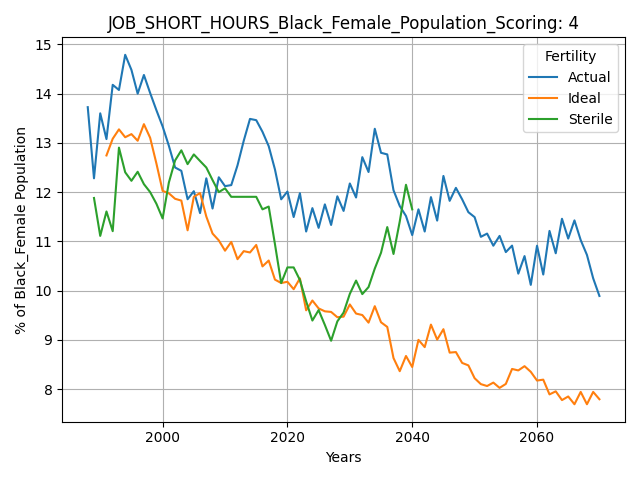 JOB_SHORT_HOURS_Black_Female_Population_Scoring: 4
Fertility
Actual
Ideal
Sterile
% of Black_Female Population
15
14
13
12
11
10
9
8
2000
2020
2040
2060
Years